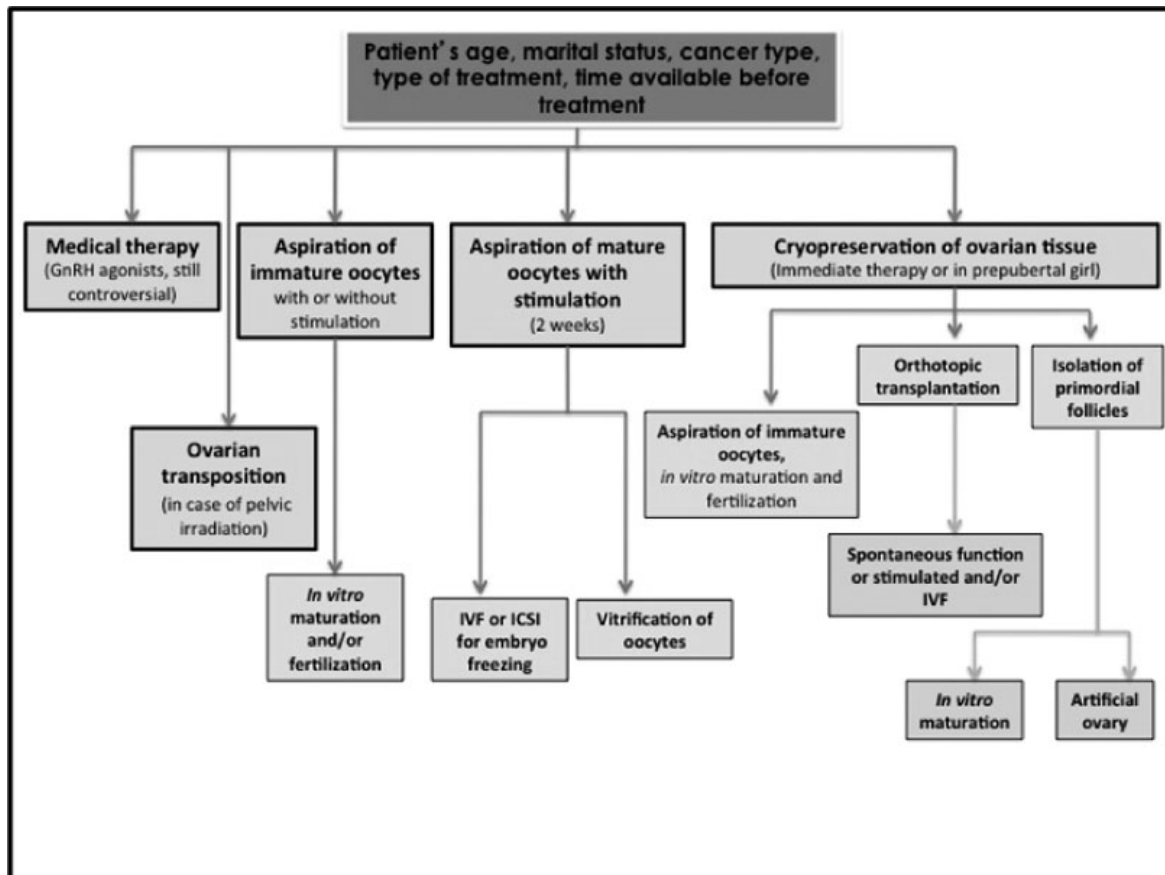 Patient's age, marital status, cancer type,
type of treatment, time available before
treatment
Medical therapy
(GnRH agonists, still
controversial)
Aspiration of
immature oocytes
with or without
stimulation
Aspiration of mature
oocytes with
stimulation
(2 weeks)
Cryopreservation of ovarian tissue
(Immediate therapy or in prepubertal girl)
Ovarian
transposition
(in case of pelvic
irradiation)
Aspiration of immature
oocytes,
in vitro maturation and
fertilization
Orthotopic
transplantation
Isolation of
primordial
follicles
Spontaneous function
or stimulated and/or
IVF
In vitro
maturation
and/or
fertilization
IVF or ICSI
for embryo
freezing
Vitrification of
oocytes
In vitro
maturation
Artificial
ovary